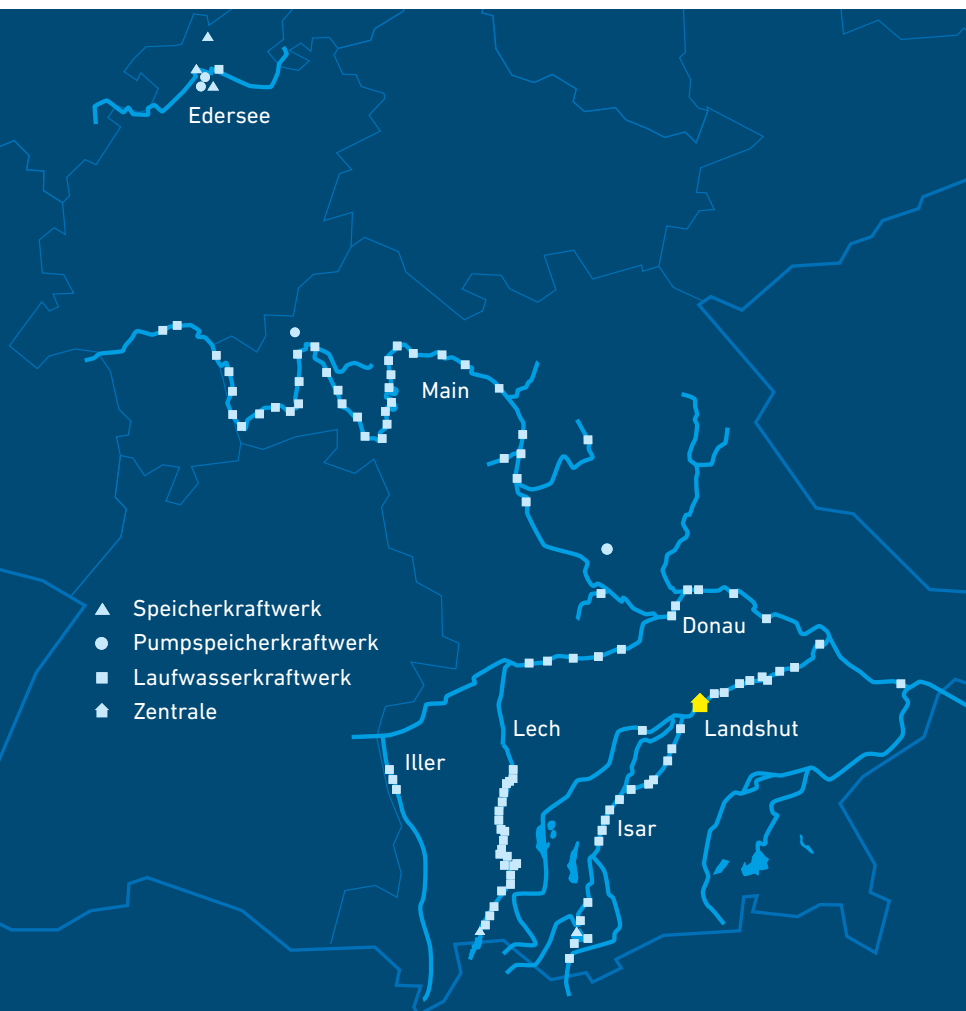 Edersee
Main
Speicherkraftwerk
Pumpspeicherkraftwerk
Laufwasserkraftwerk
Zentrale
Donau
Lech
Landshut
Iller
Isar